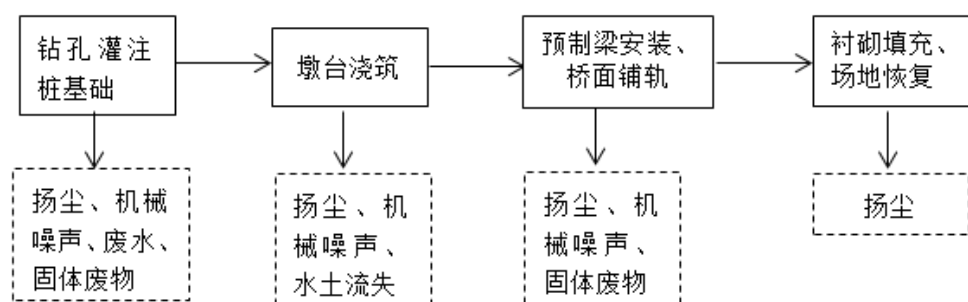 钻孔灌注
桩基础
墩台浇筑
预制梁安装、
桥面铺轨
衬砌填充、
场地恢复
扬尘、机械
噪声、废水、
固体废物
扬尘、机
械噪声、
水土流失
扬尘、机
械噪声、
固体废物
扬尘